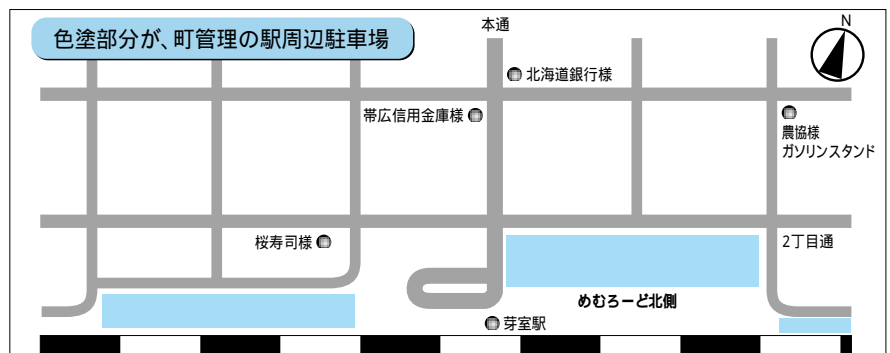 色塗部分が、町管理の駅周辺駐車場
本通
N
北海道銀行様
帯広信用金庫様
農協様
ガソリンスタンド
桜寿司様
2丁目通
めむろーど北側
芽室駅